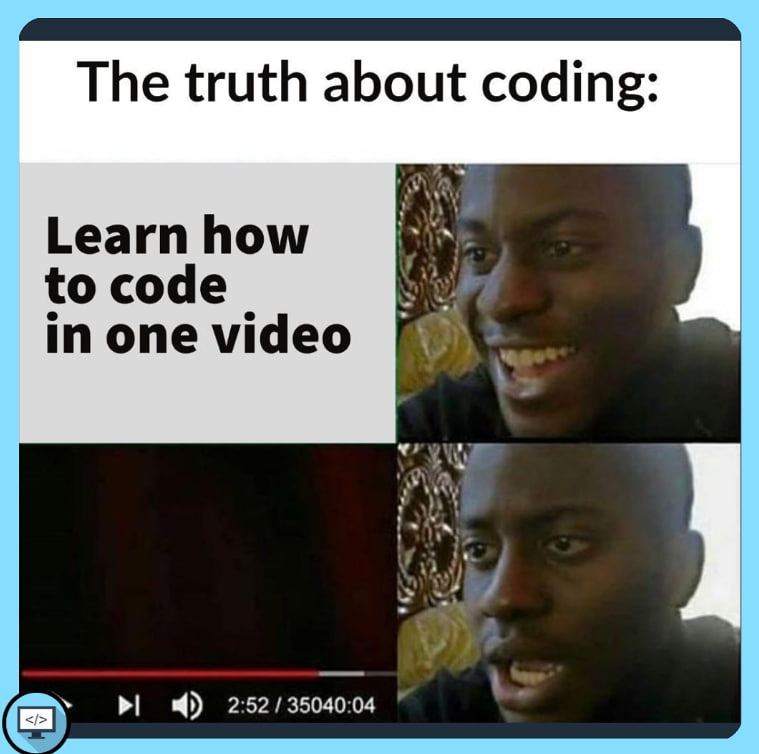 The truth about coding:
Learn how
to code
in one video
2:52 / 35040:04
</>